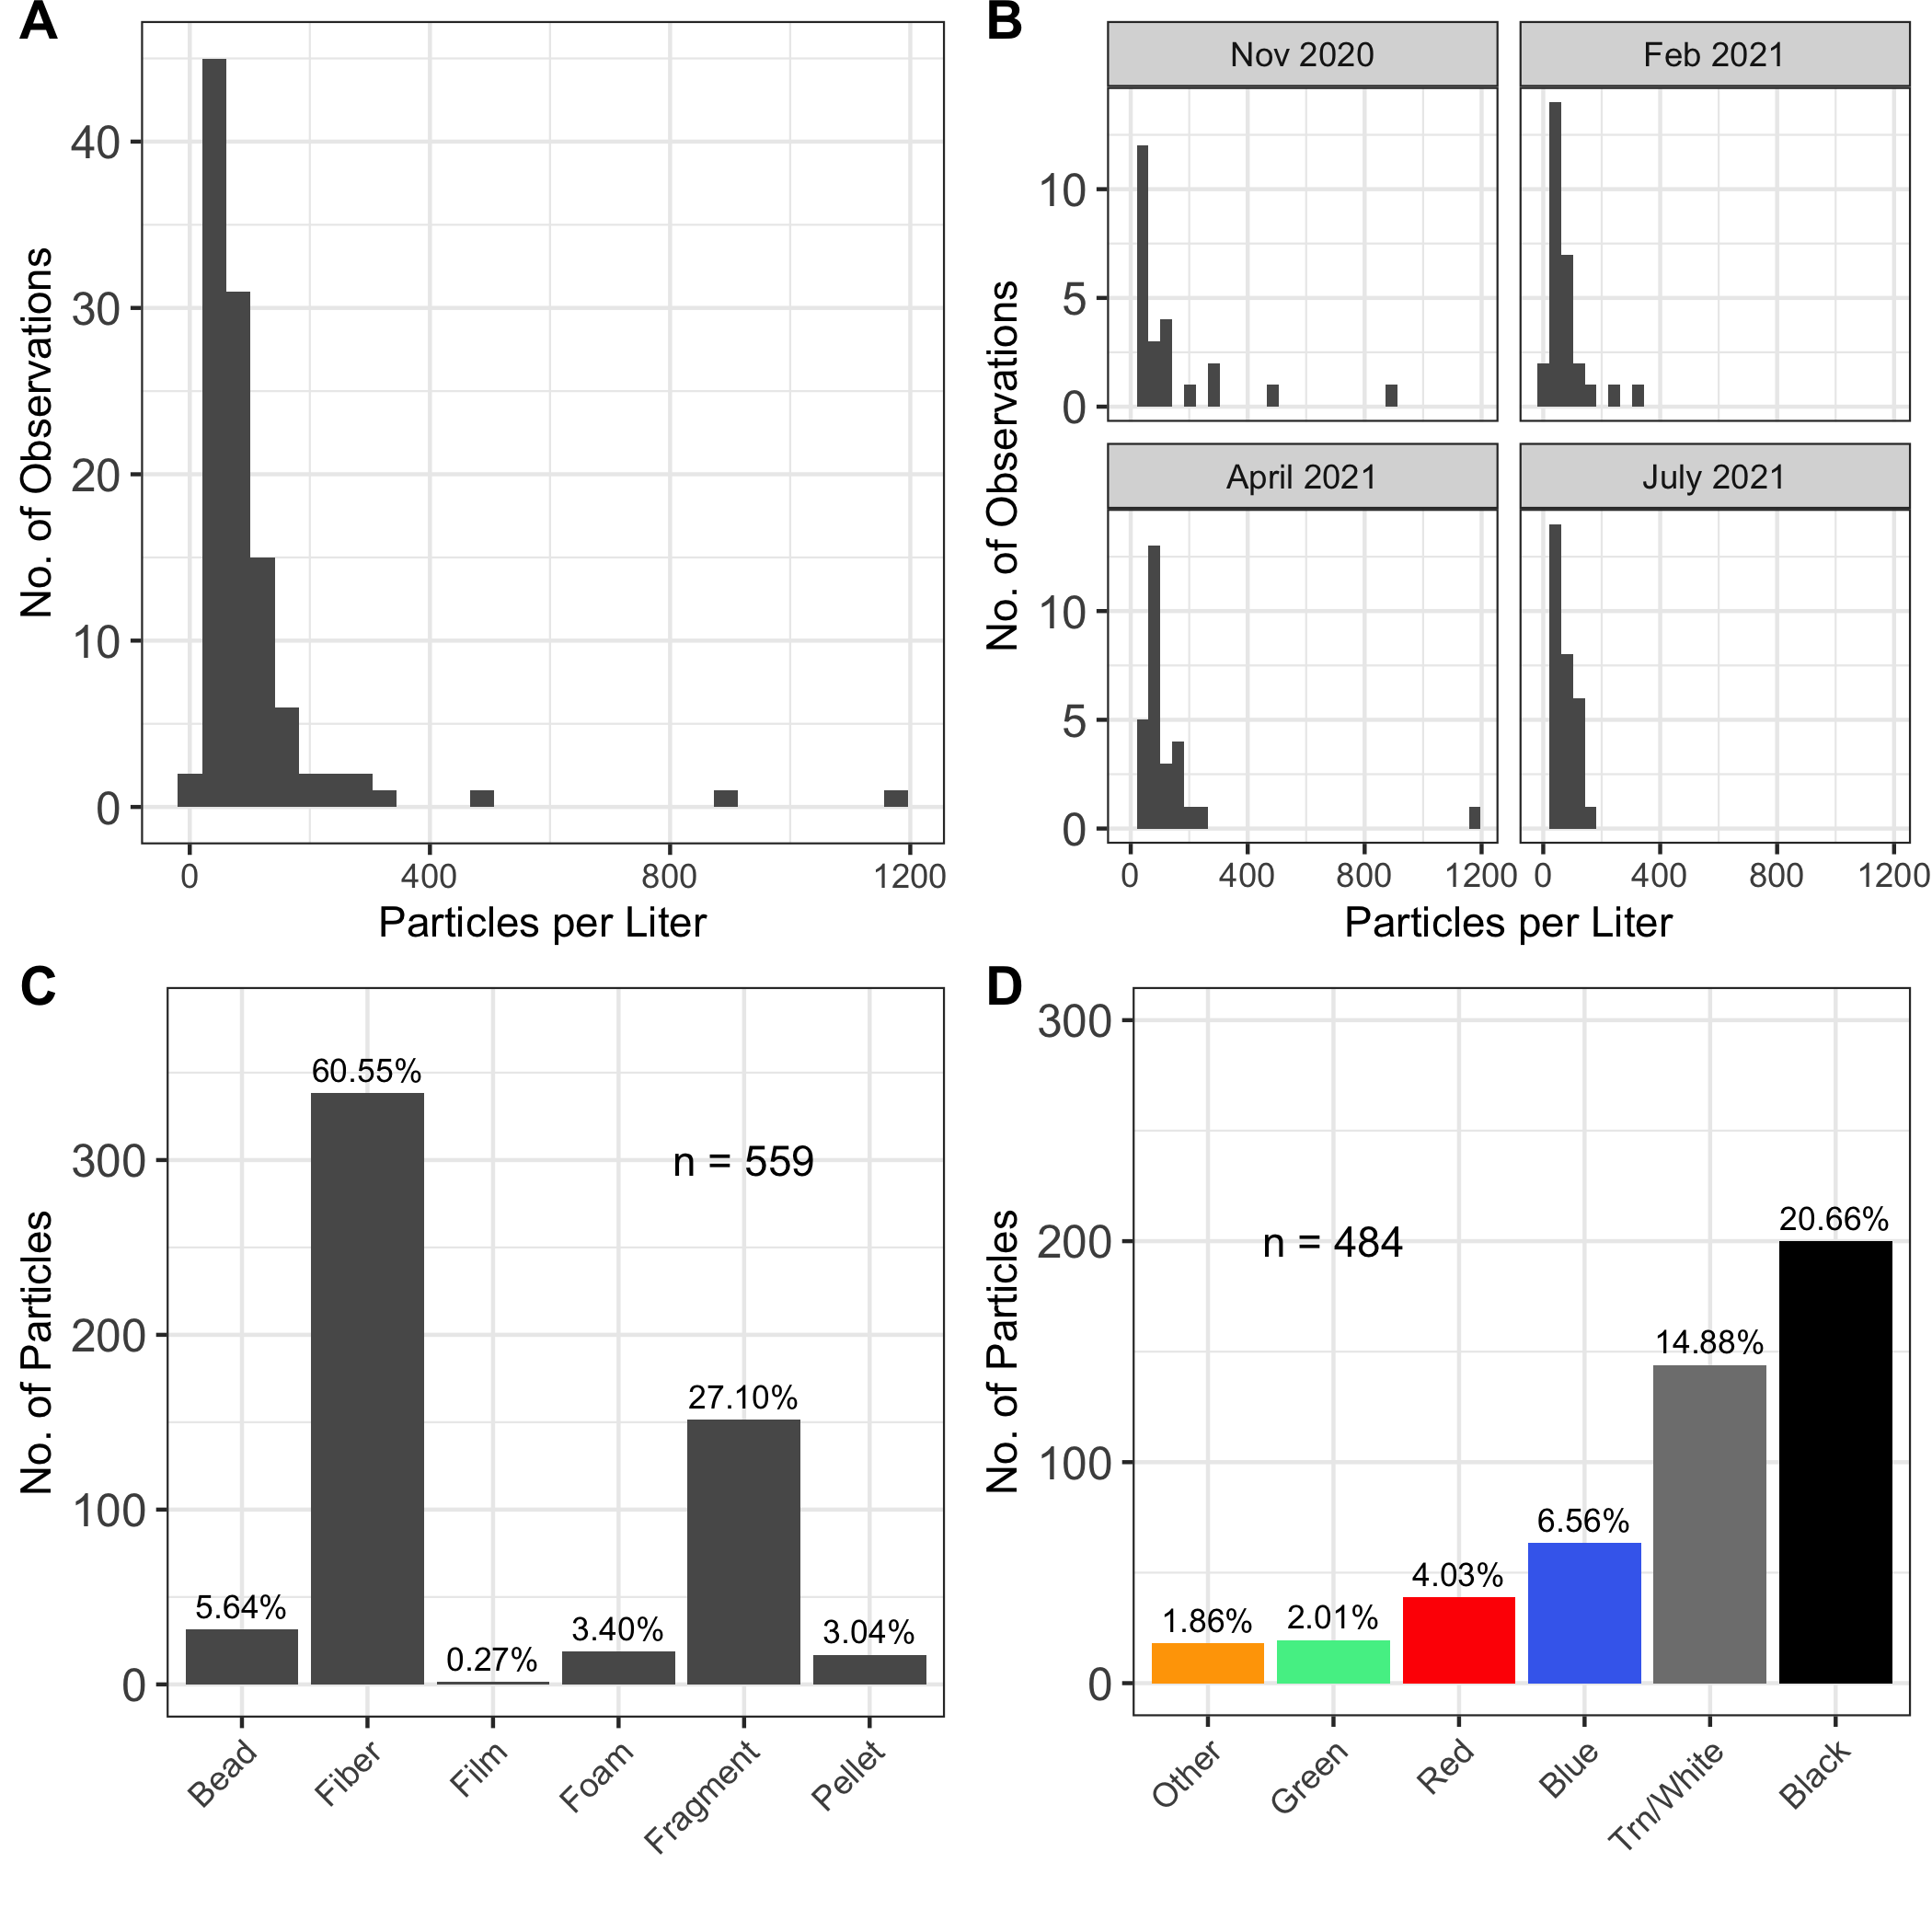 A
No. of Observations
40
30
20
10
0
0 400 800 1200
Particles per Liter
B
No. of Observations
Nov 2020 Feb 2021
10
5
0
April 2021 July 2021
10
5
0
0 400 800 1200 0 400 800 1200
Particles per Liter
C
No. of Particles
300
200
100
0
60.55%
n = 559
27.10%
5.64%
0.27%
3.40%
3.04%
Bead Fiber Film Foam Fragment Pellet
D
No. of Particles
300
200
100
0
n = 484
20.66%
14.88%
6.56%
4.03%
2.01%
1.86%
Other Green Red Blue Trn/White Black